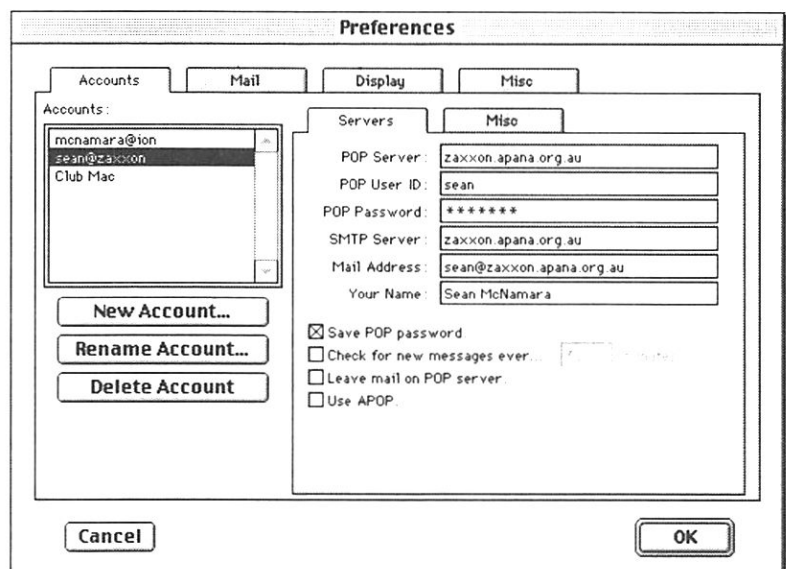 Preferences
Accounts Mail Display Misc
Accounts:
mcnamara@ion
sean@zaxxon
Club Mac
New Account...
Rename Account...
Delete Account
Servers Misc
POP Server: zaxxon.apana.org.au
POP User ID: sean
POP Password: *******
SMTP Server: zaxxon.apana.org.au
Mail Address: sean@zaxxon.apana.org.au
Your Name: Sean McNamara
Save POP password
Check for new messages ever...
Leave mail on POP server.
Use APOP.
Cancel OK